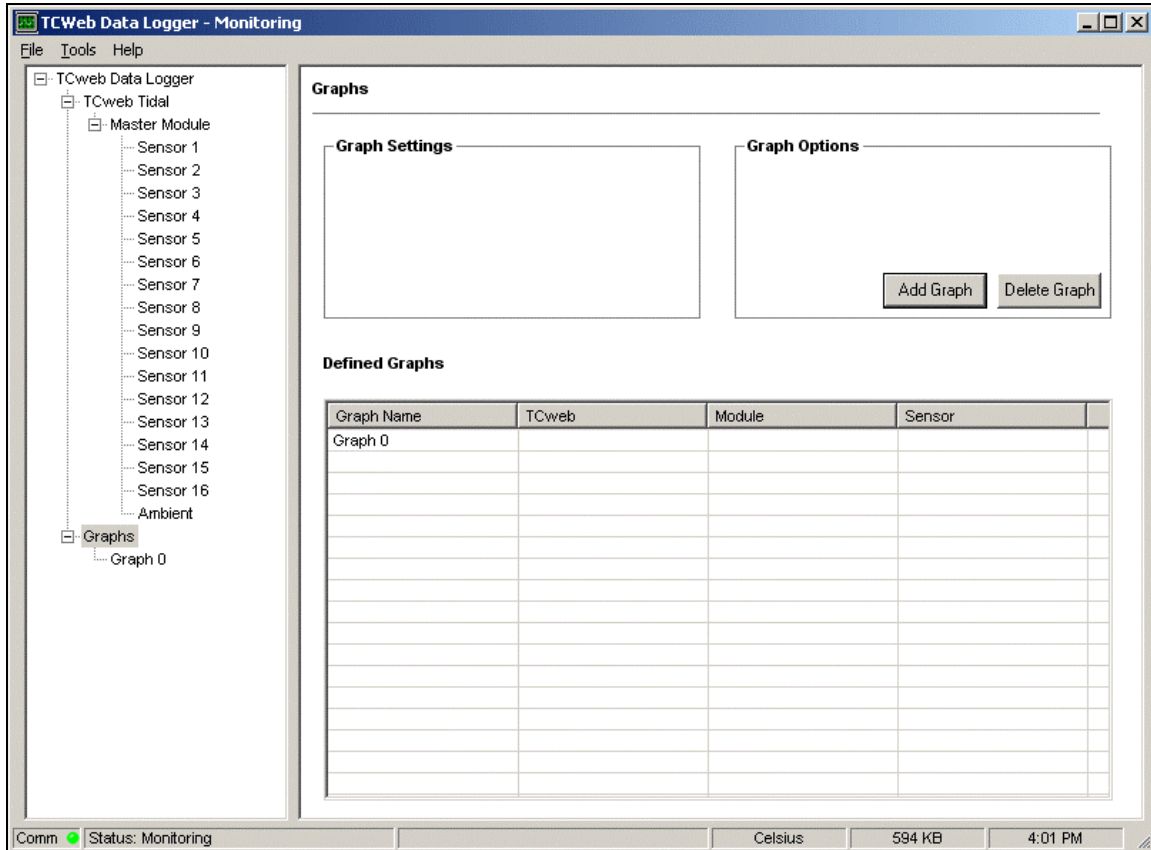 TCWeb Data Logger - Monitoring
File Tools Help
TCweb Data Logger
TCweb Tidal
Master Module
Sensor 1
Sensor 2
Sensor 3
Sensor 4
Sensor 5
Sensor 6
Sensor 7
Sensor 8
Sensor 9
Sensor 10
Sensor 11
Sensor 12
Sensor 13
Sensor 14
Sensor 15
Sensor 16
Ambient
Graphs
Graph 0
Graphs
Graph Settings
Graph Options
Add Graph Delete Graph
Defined Graphs
Graph Name TCweb Module Sensor
Graph 0
Comm Status: Monitoring Celsius 594 KB 4:01 PM